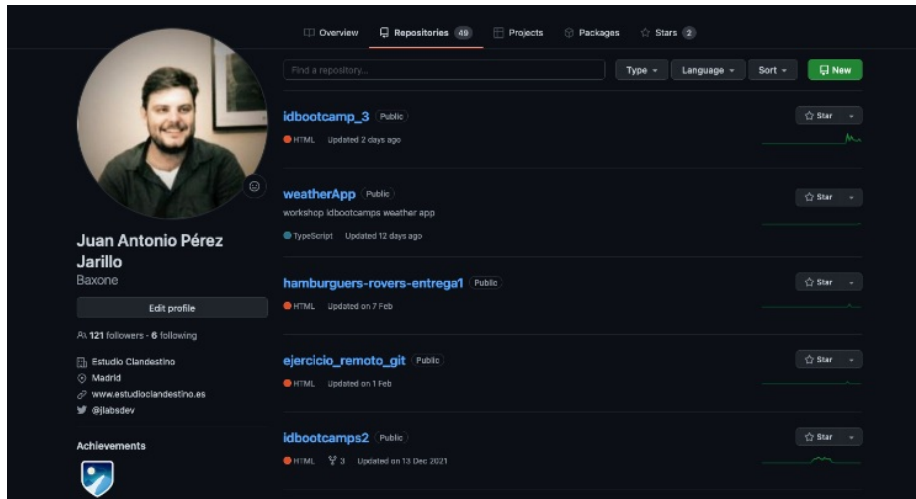 Overview Repositories 49 Projects Packages Stars 2
Find a repository... Type Language Sort New
idbootcamp_3 Public Star
HTML Updated 2 days ago
weatherApp Public Star
workshop idbootcamps weather app
TypeScript Updated 12 days ago
hamburguers-rovers-entrega1 Public Star
HTML Updated on 7 Feb
ejercicio_remoto_git Public Star
HTML Updated on 1 Feb
idbootcamps2 Public Star
HTML 3 Updated on 13 Dec 2021
Juan Antonio Pérez
Jarillo
Baxone
Edit profile
121 followers · 6 following
Estudio Clandestino
Madrid
www.estudioclandestino.es
@jlabsdev
Achievements